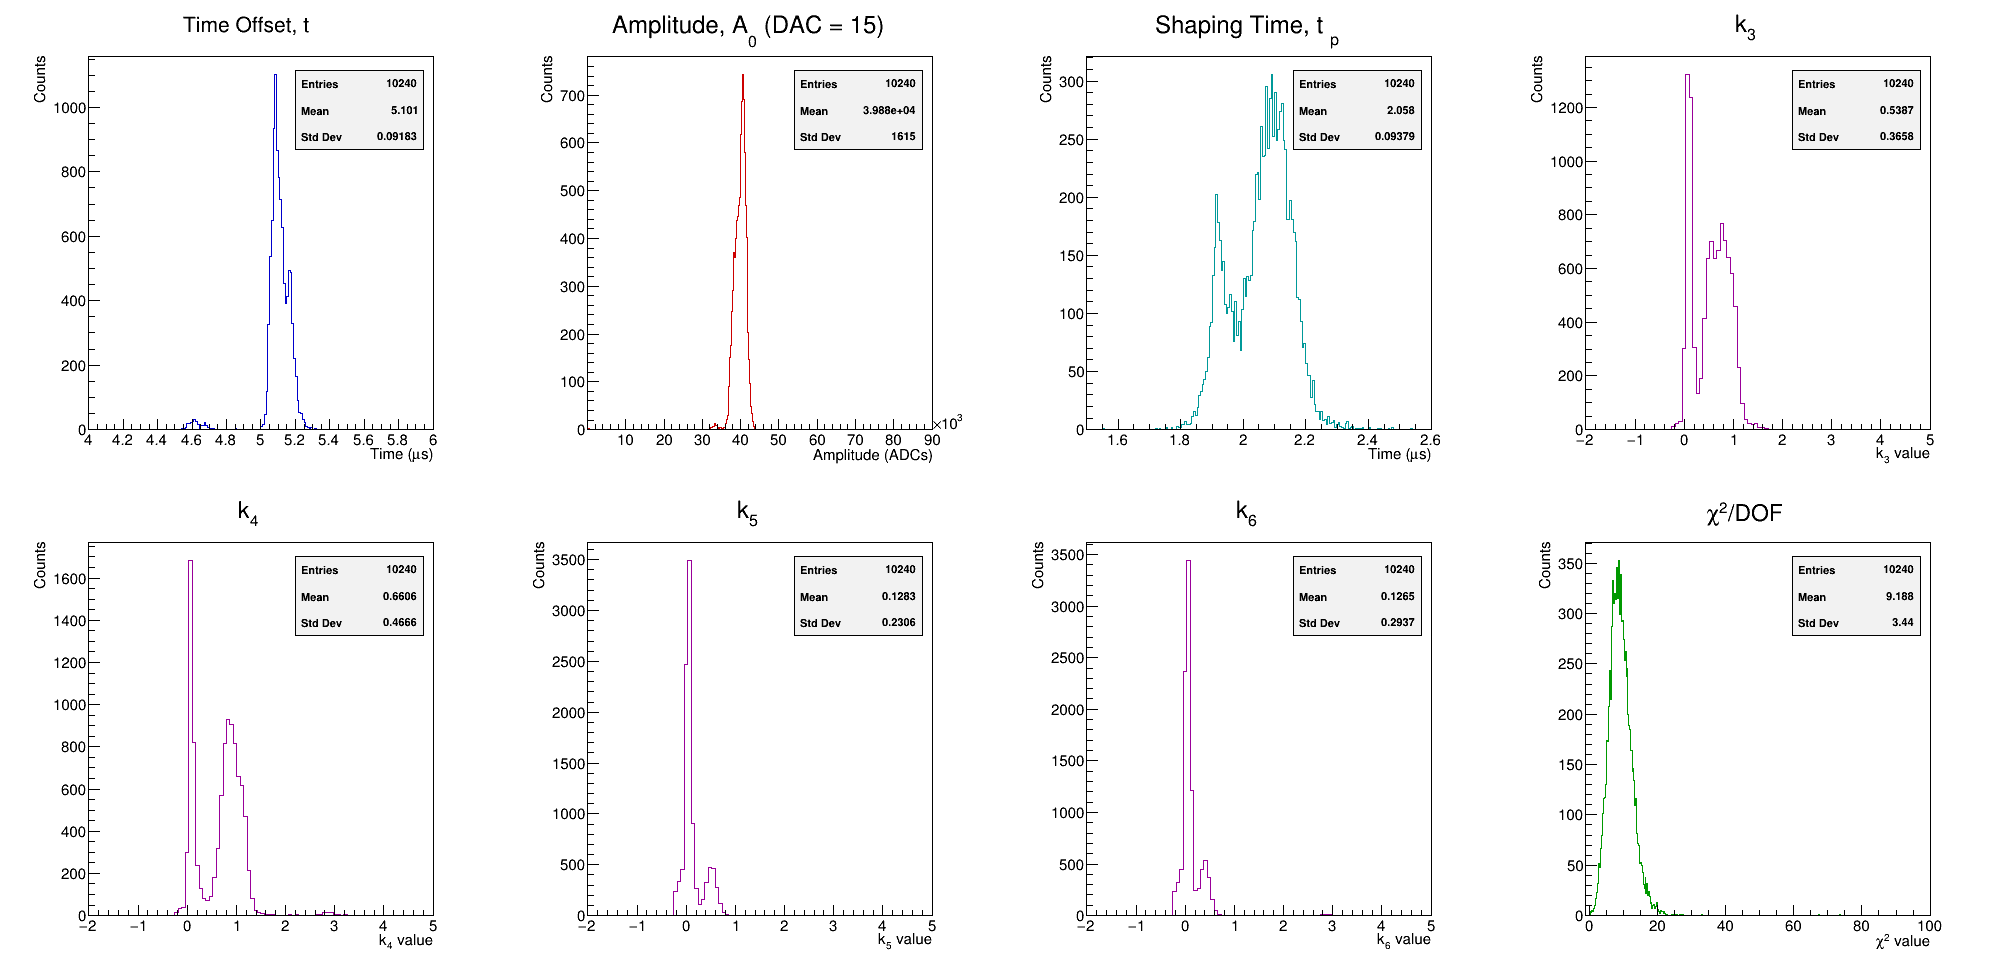 Time Offset, t
Counts
Entries 10240
Mean 5.101
Std Dev 0.09183
1000
800
600
400
200
0
4 4.2 4.4 4.6 4.8 5 5.2 5.4 5.6 5.8 6
Time (μs)
Amplitude, A0 (DAC = 15)
Counts
Entries 10240
Mean 3.988e+04
Std Dev 1615
700
600
500
400
300
200
100
0
10 20 30 40 50 60 70 80 90
×10³
Amplitude (ADCs)
Shaping Time, t p
Counts
Entries 10240
Mean 2.058
Std Dev 0.09379
300
250
200
150
100
50
0
1.6 1.8 2 2.2 2.4 2.6
Time (μs)
k3
Counts
Entries 10240
Mean 0.5387
Std Dev 0.3658
1200
1000
800
600
400
200
0
−2 −1 0 1 2 3 4 5
k3 value
k4
Counts
Entries 10240
Mean 0.6606
Std Dev 0.4666
1600
1400
1200
1000
800
600
400
200
0
−2 −1 0 1 2 3 4 5
k4 value
k5
Counts
Entries 10240
Mean 0.1283
Std Dev 0.2306
3500
3000
2500
2000
1500
1000
500
0
−2 −1 0 1 2 3 4 5
k5 value
k6
Counts
Entries 10240
Mean 0.1265
Std Dev 0.2937
3500
3000
2500
2000
1500
1000
500
0
−2 −1 0 1 2 3 4 5
k6 value
χ²/DOF
Counts
Entries 10240
Mean 9.188
Std Dev 3.44
350
300
250
200
150
100
50
0
0 20 40 60 80 100
χ² value